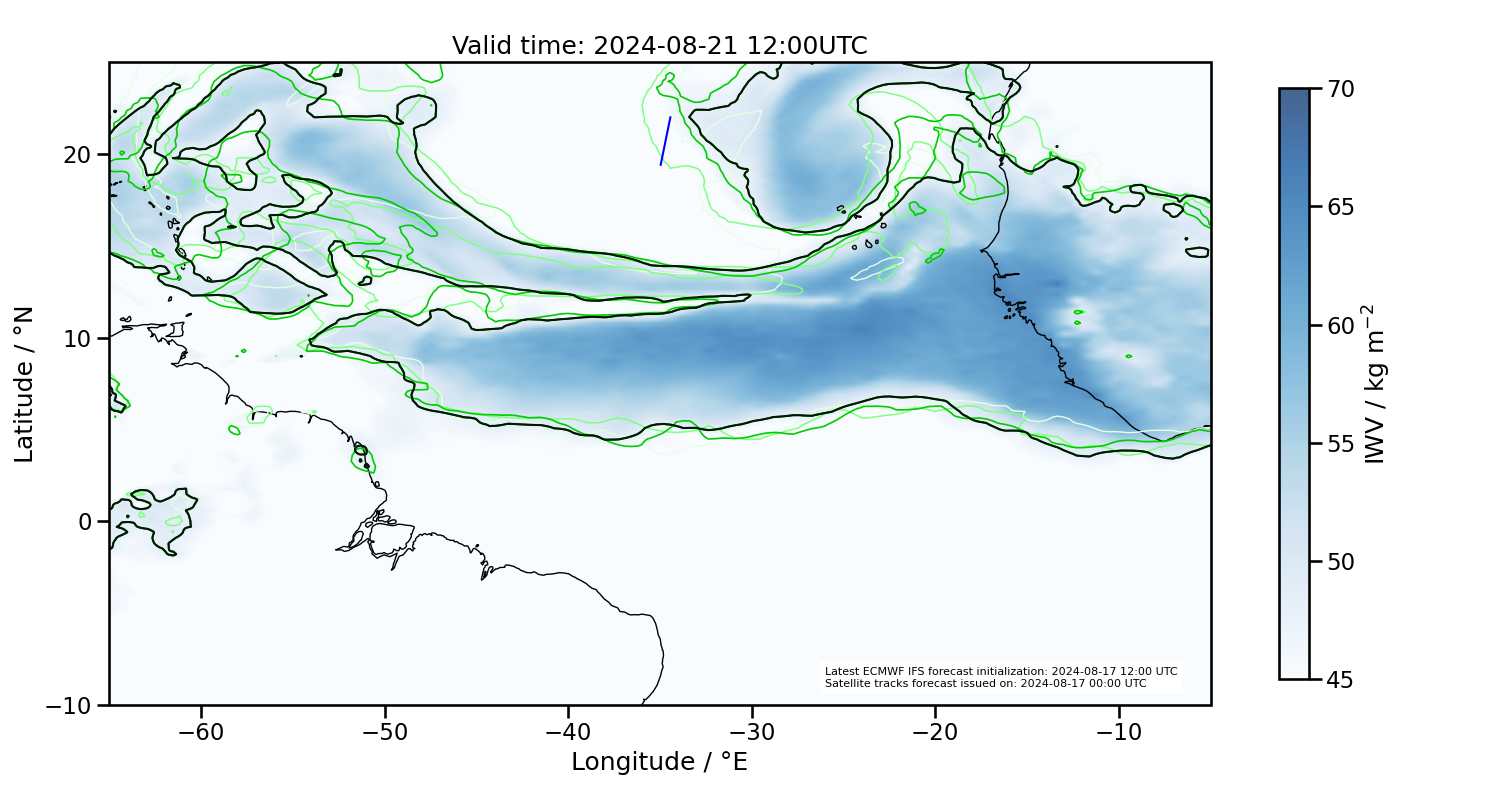 Valid time: 2024-08-21 12:00UTC
Latitude / °N
20
10
0
−10
−60
−50
−40
−30
−20
−10
Longitude / °E
Latest ECMWF IFS forecast initialization: 2024-08-17 12:00 UTC
Satellite tracks forecast issued on: 2024-08-17 00:00 UTC
70
65
60
55
50
45
IWV / kg m⁻²